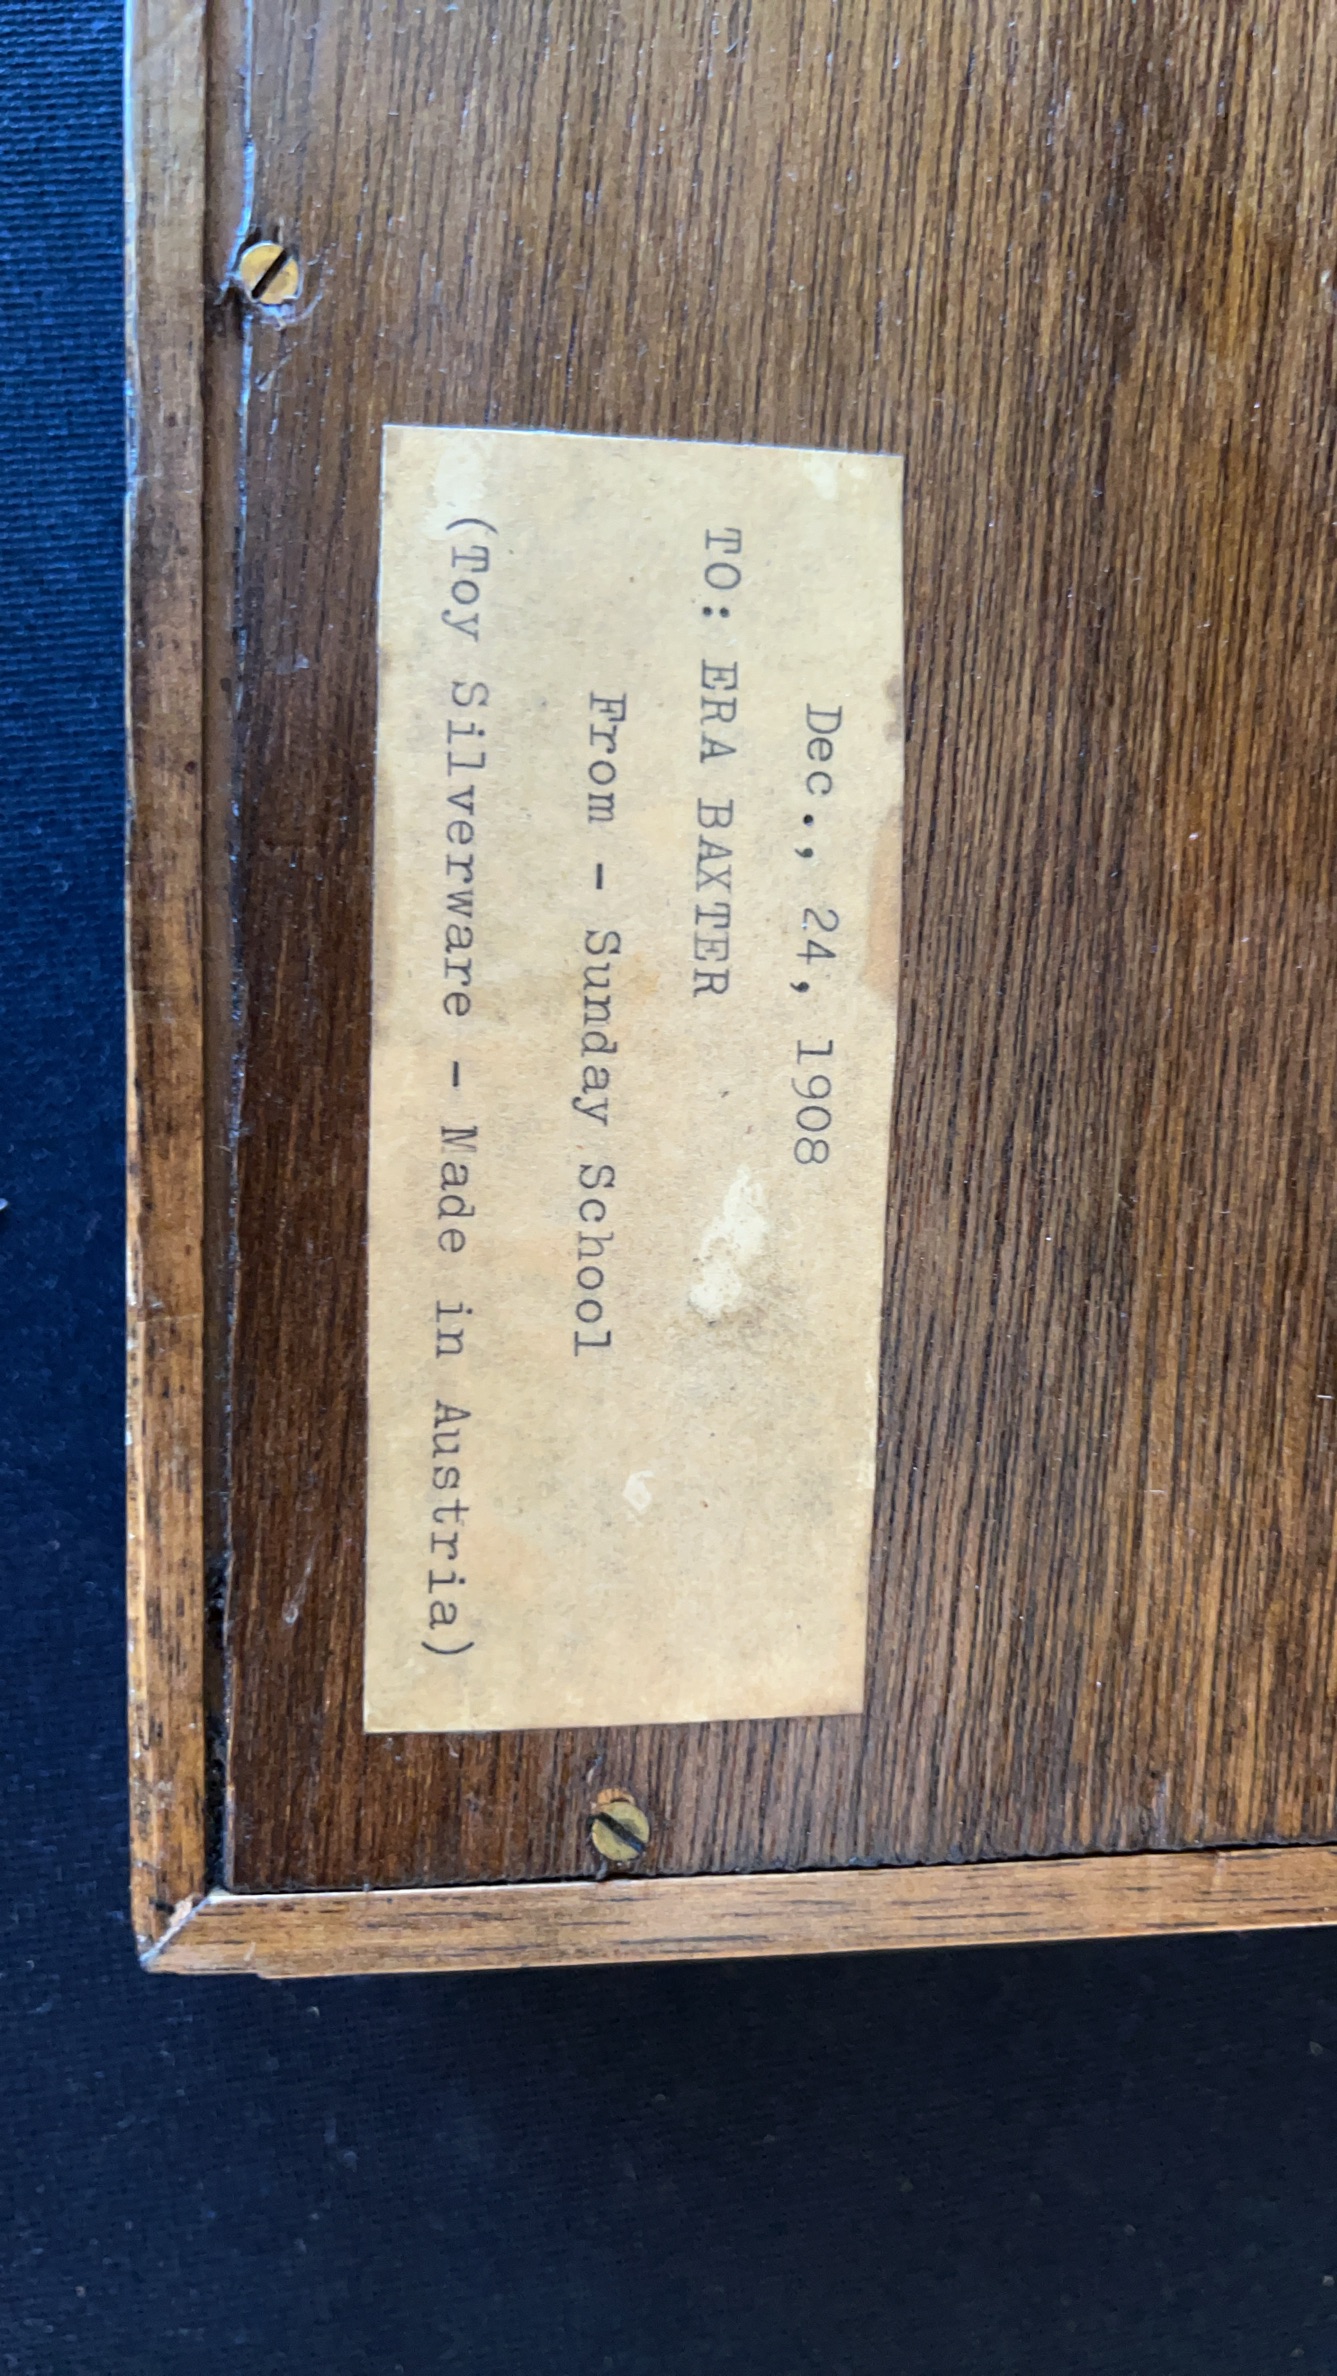 Dec., 24, 1908
TO: ERA BAXTER
From - Sunday School
(Toy Silverware - Made in Austria)